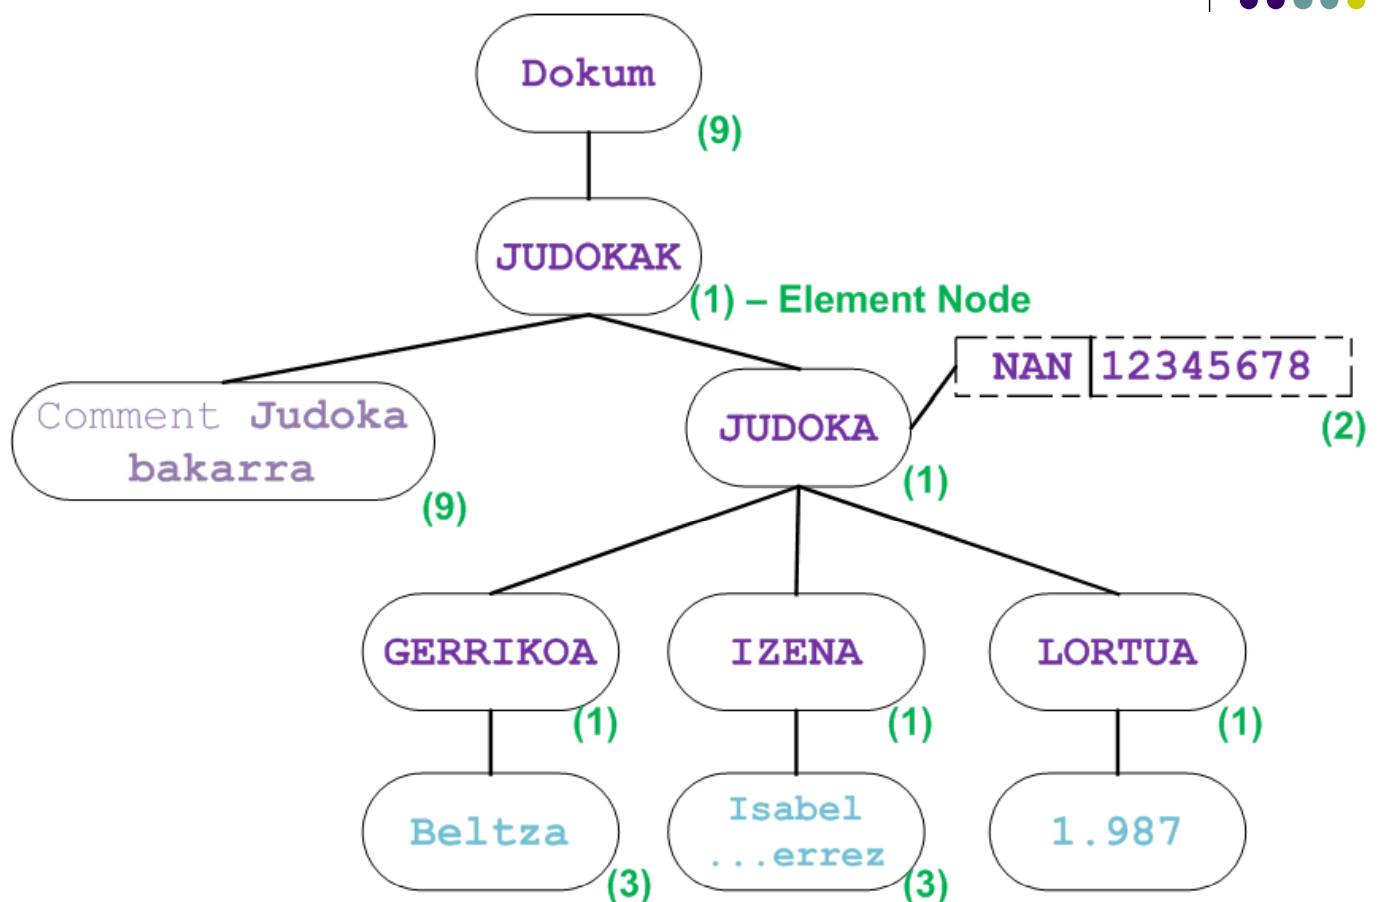 Dokum
(9)
JUDOKAK
(1) – Element Node
NAN 12345678
(2)
Comment Judoka
bakarra
(9)
JUDOKA
(1)
GERRIKOA
(1)
IZENA
(1)
LORTUA
(1)
Beltza
(3)
Isabel
...errez
(3)
1.987